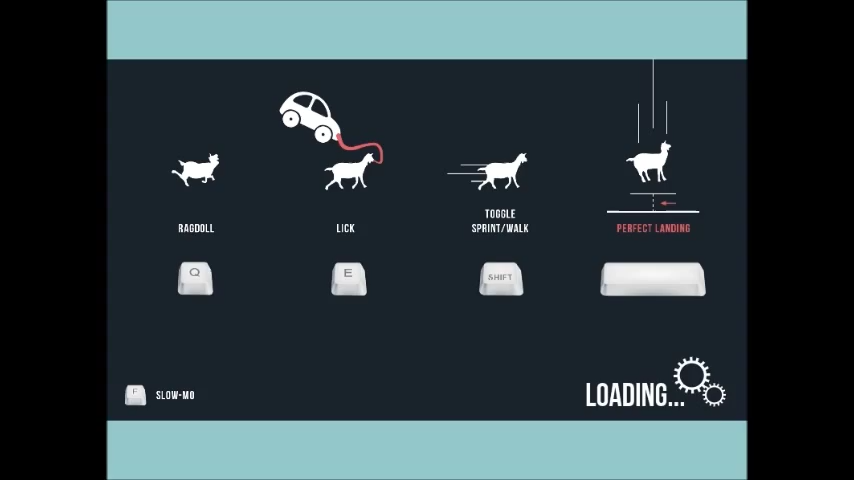 RAGDOLL
LICK
TOGGLE
SPRINT/WALK
PERFECT LANDING
Q
E
SHIFT
F
SLOW-MO
LOADING...